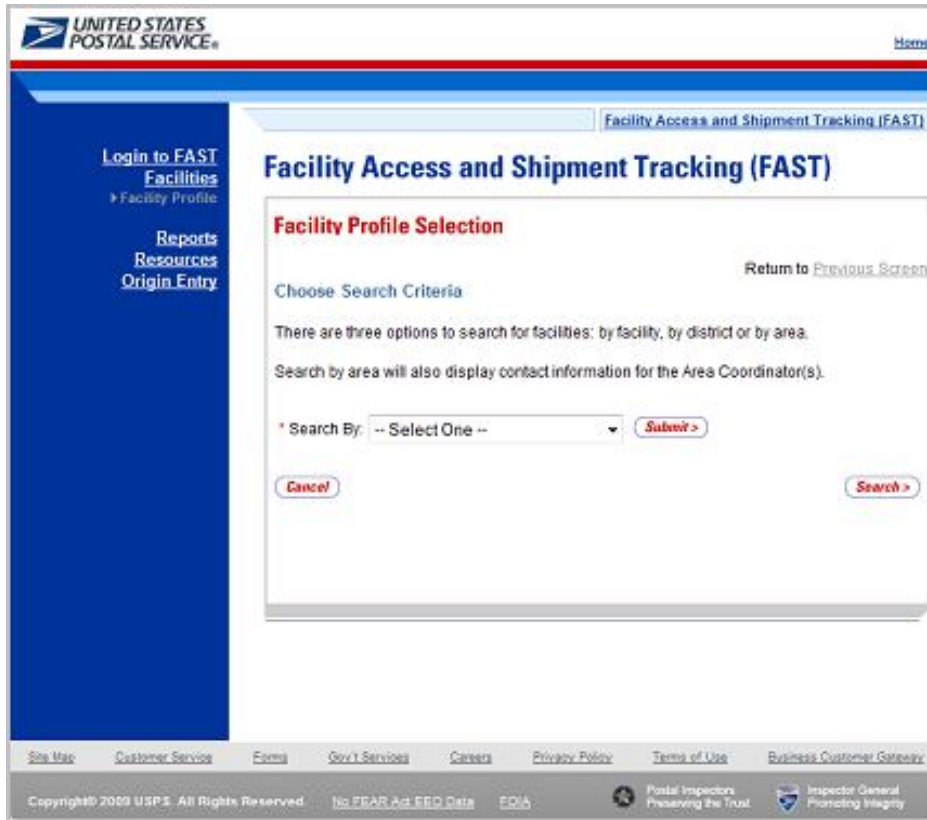 UNITED STATES
POSTAL SERVICE®
Home
Facility Access and Shipment Tracking (FAST)
Login to FAST
Facilities
Facility Profile
Reports
Resources
Origin Entry
Facility Access and Shipment Tracking (FAST)
Facility Profile Selection
Return to Previous Screen
Choose Search Criteria
There are three options to search for facilities: by facility, by district or by area.
Search by area will also display contact information for the Area Coordinator(s).
* Search By: -- Select One -- Submit >
Cancel Search >
Site Map Customer Service Forms Gov't Services Careers Privacy Policy Terms of Use Business Customer Gateway
Copyright© 2009 USPS. All Rights Reserved. No FEAR Act EEO Data FOIA
Postal Inspectors
Preserving the Trust
Inspector General
Promoting Integrity